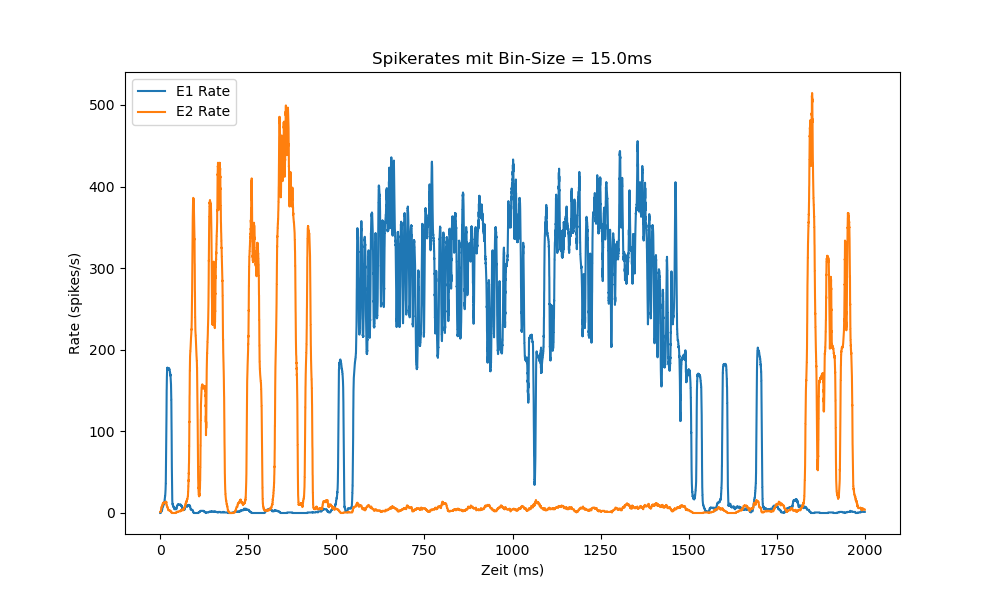 Spikerates mit Bin-Size = 15.0ms
E1 Rate
E2 Rate
500
400
300
200
100
0
Rate (spikes/s)
0 250 500 750 1000 1250 1500 1750 2000
Zeit (ms)